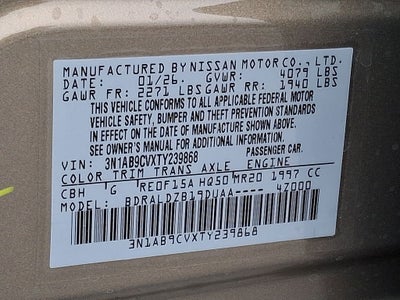 MANUFACTURED BY NISSAN MOTOR CO., LTD.
DATE: 01/26. GVWR: 4079 LBS
GAWR FR: 2271 LBS GAWR RR: 1940 LBS
THIS VEHICLE CONFORMS TO ALL APPLICABLE FEDERAL MOTOR
VEHICLE SAFETY, BUMPER AND THEFT PREVENTION STANDARDS
IN EFFECT ON THE DATE OF MANUFACTURE SHOWN ABOVE.
SEE OWNER'S MANUAL FOR ADDITIONAL INFORMATION.
VIN: 3N1AB9CVXTY239868 PASSENGER CAR.
COLOR TRIM TRANS AXLE ENGINE
CBH G RE0F15A HQ50 MR20 1997 CC
MODEL: BDRALDZB19DUAA---- 4Z000
3N1AB9CVXTY239868